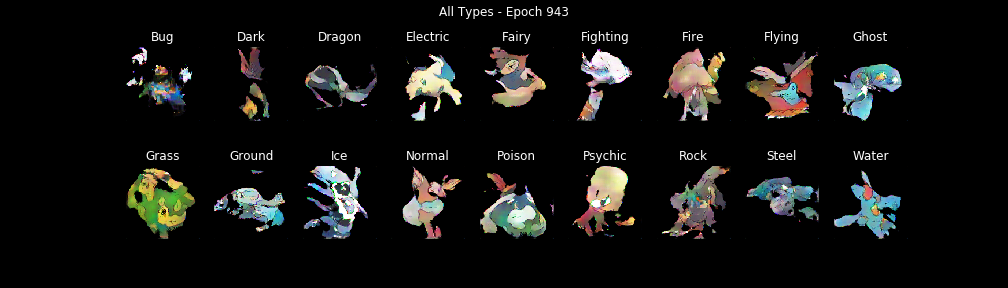 All Types - Epoch 943
Bug Dark Dragon Electric Fairy Fighting Fire Flying Ghost
Grass Ground Ice Normal Poison Psychic Rock Steel Water